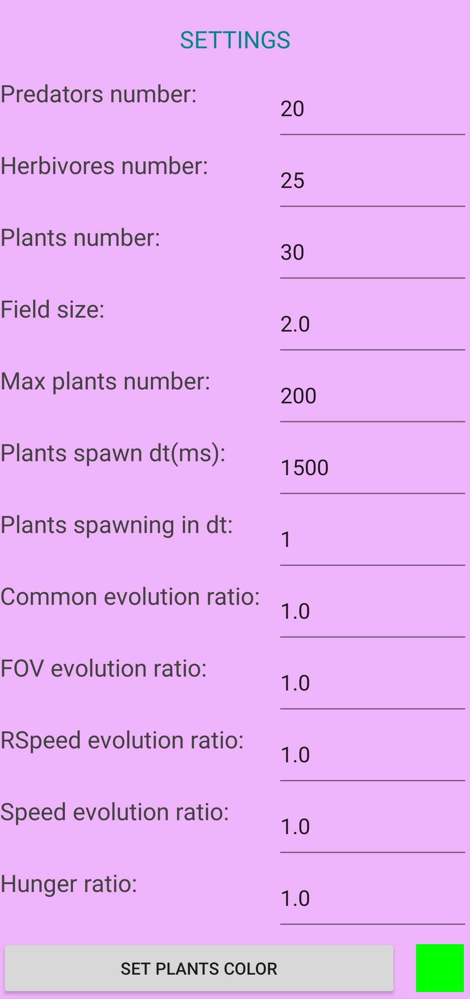 SETTINGS
Predators number:
20
Herbivores number:
25
Plants number:
30
Field size:
2.0
Max plants number:
200
Plants spawn dt(ms):
1500
Plants spawning in dt:
1
Common evolution ratio:
1.0
FOV evolution ratio:
1.0
RSpeed evolution ratio:
1.0
Speed evolution ratio:
1.0
Hunger ratio:
1.0
SET PLANTS COLOR